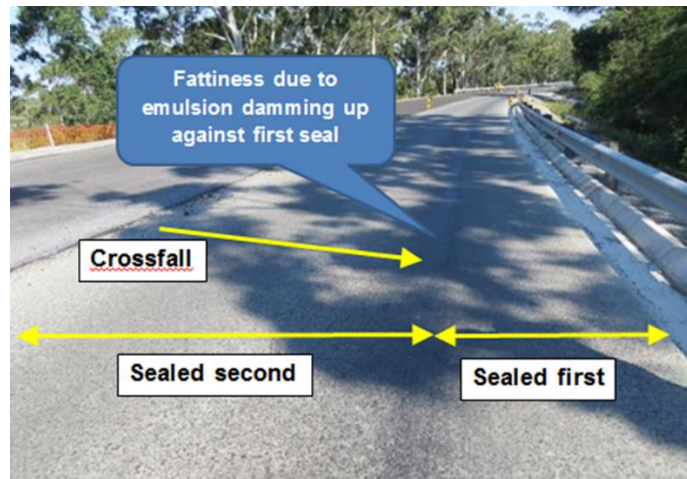 Fattiness due to
emulsion damming up
against first seal
Crossfall
Sealed second
Sealed first